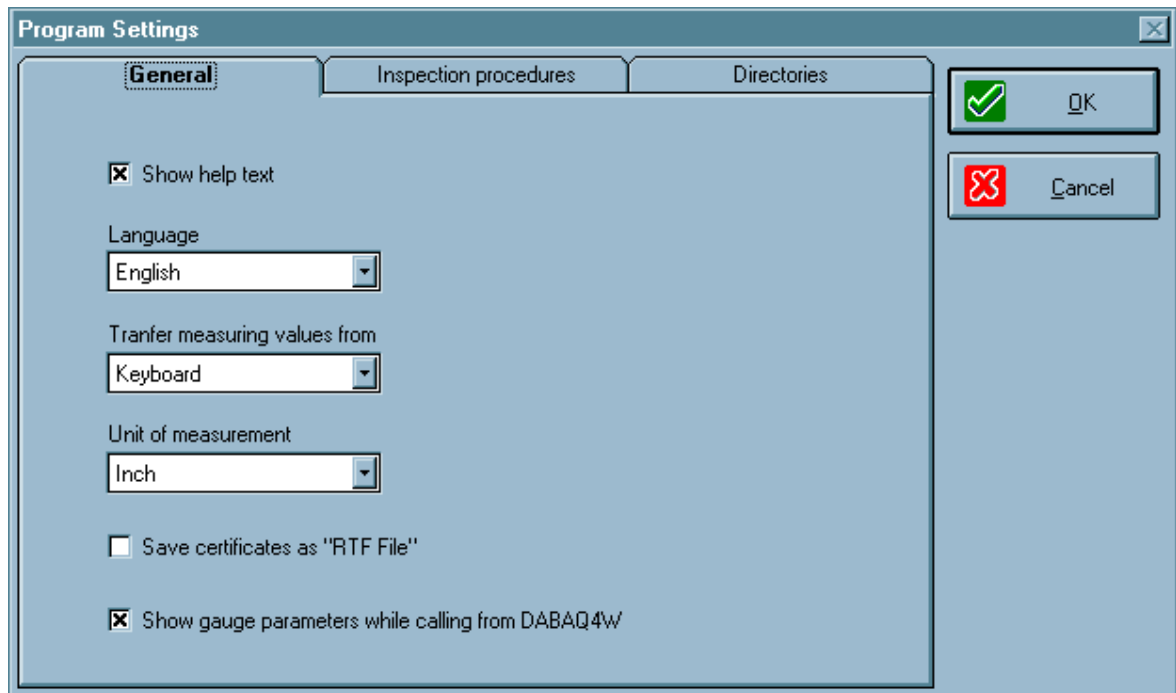 Program Settings
General
Inspection procedures
Directories
OK
Cancel
Show help text
Language
English
Tranfer measuring values from
Keyboard
Unit of measurement
Inch
Save certificates as "RTF File"
Show gauge parameters while calling from DABAQ4W